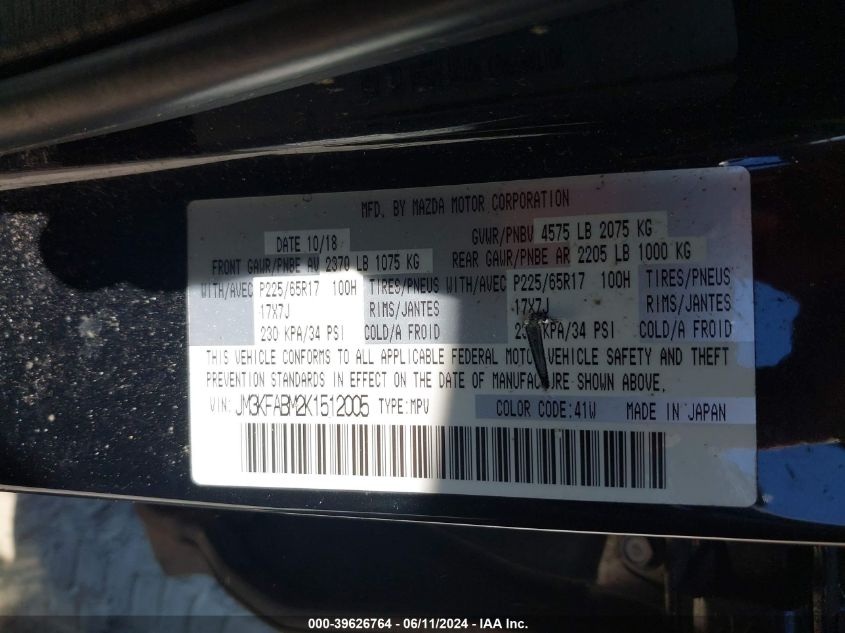 MFD. BY MAZDA MOTOR CORPORATION
DATE 10/18 GVWR/PNBV 4575 LB 2075 KG
FRONT GAWR/PNBE AV 2370 LB 1075 KG REAR GAWR/PNBE AR 2205 LB 1000 KG
WITH/AVEC P225/65R17 100H TIRES/PNEUS WITH/AVEC P225/65R17 100H TIRES/PNEUS
17X7J RIMS/JANTES 17X7J RIMS/JANTES
230 KPA/34 PSI COLD/A FROID 230 KPA/34 PSI COLD/A FROID
THIS VEHICLE CONFORMS TO ALL APPLICABLE FEDERAL MOTOR VEHICLE SAFETY AND THEFT
PREVENTION STANDARDS IN EFFECT ON THE DATE OF MANUFACTURE SHOWN ABOVE.
VIN: JM3KFABM2K1512005 TYPE:MPV COLOR CODE:41W MADE IN JAPAN
000-39626764 - 06/11/2024 - IAA Inc.